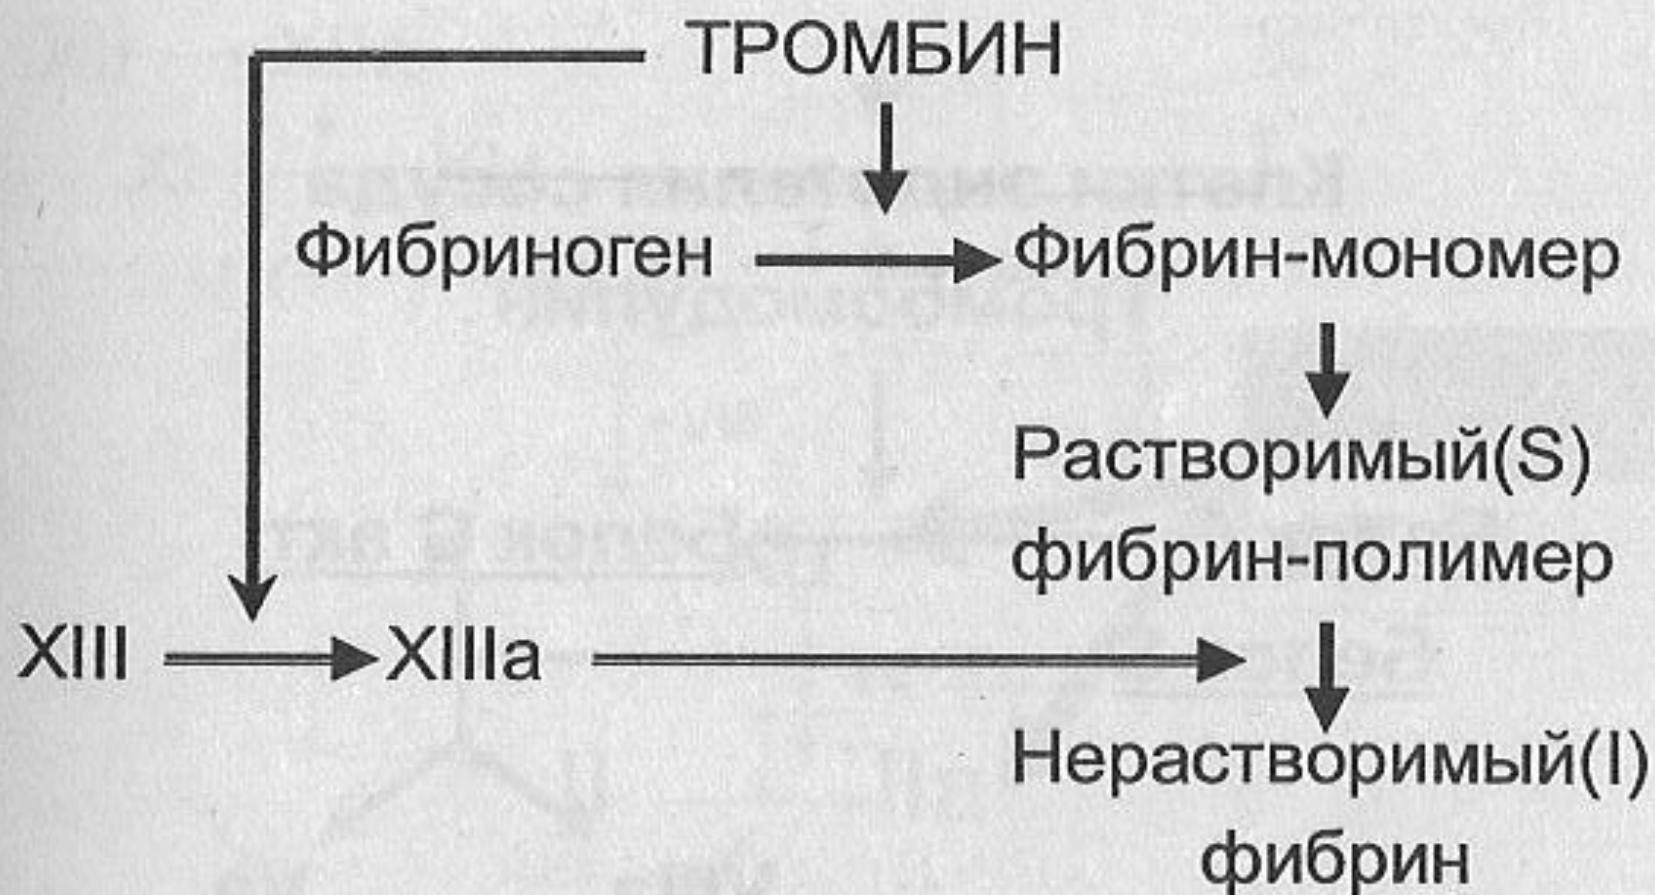 ТРОМБИН
Фибриноген
Фибрин-мономер
Растворимый(S)
фибрин-полимер
XIII
XIIIa
Нерастворимый(I)
фибрин